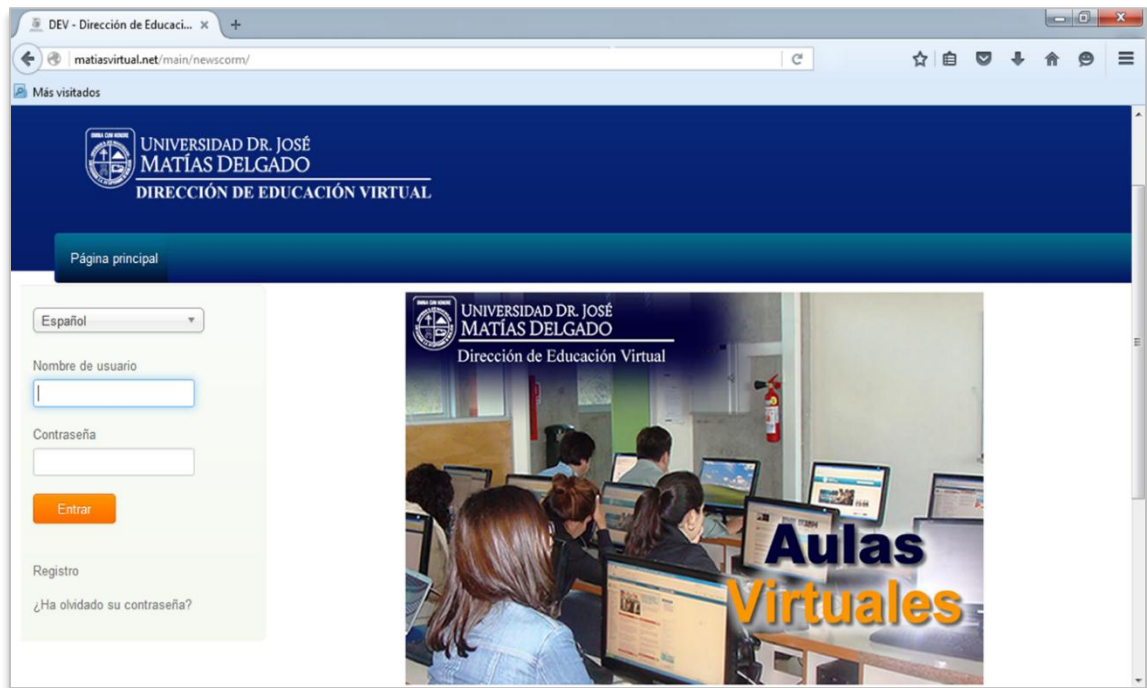 DEV - Dirección de Educaci...
matiasvirtual.net/main/newscorm/
Más visitados
UNIVERSIDAD DR. JOSÉ
MATÍAS DELGADO
DIRECCIÓN DE EDUCACIÓN VIRTUAL
Página principal
Español
Nombre de usuario
Contraseña
Entrar
Registro
¿Ha olvidado su contraseña?
UNIVERSIDAD DR. JOSÉ
MATÍAS DELGADO
Dirección de Educación Virtual
Aulas
Virtuales